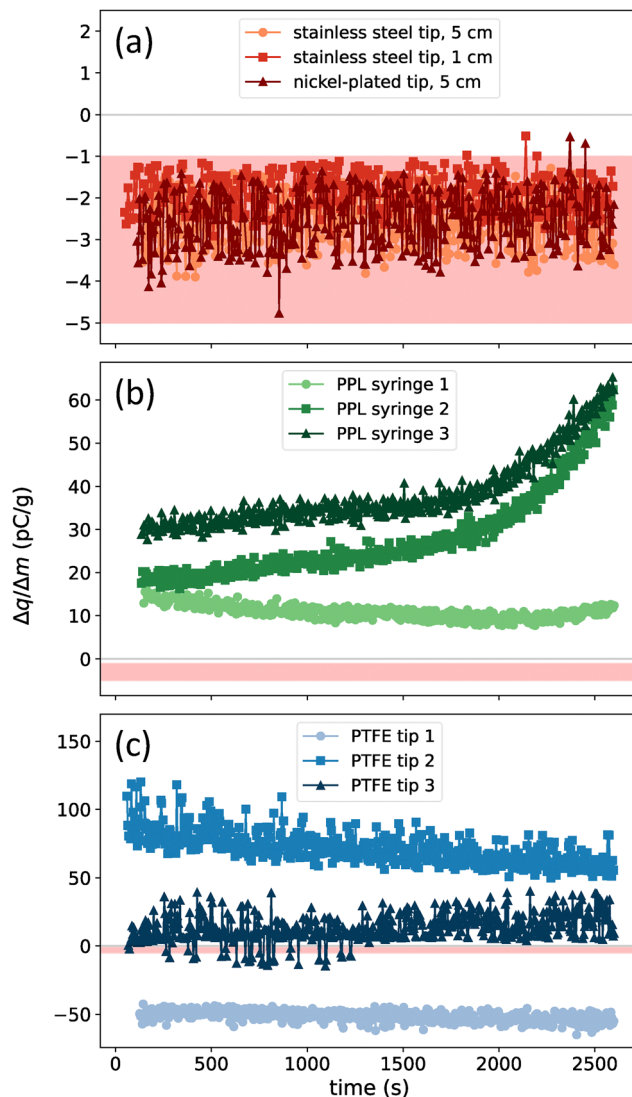 (a)
stainless steel tip, 5 cm
stainless steel tip, 1 cm
nickel-plated tip, 5 cm
2
1
0
−1
−2
−3
−4
−5
(b)
PPL syringe 1
PPL syringe 2
PPL syringe 3
60
50
40
30
20
10
0
Δq/Δm (pC/g)
(c)
PTFE tip 1
PTFE tip 2
PTFE tip 3
150
100
50
0
−50
0 500 1000 1500 2000 2500
time (s)